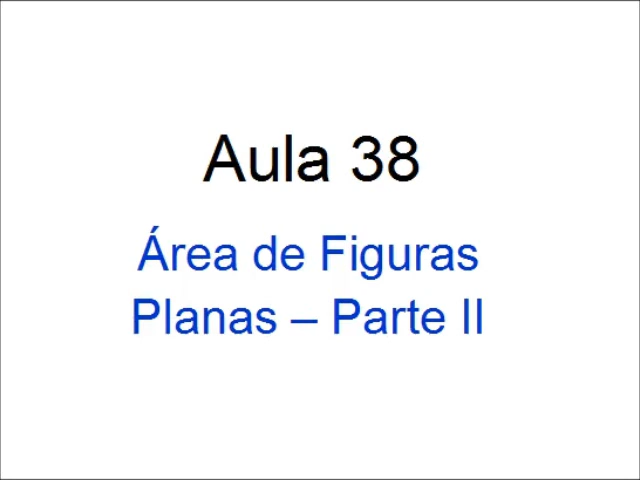 Aula 38
Área de Figuras
Planas – Parte II